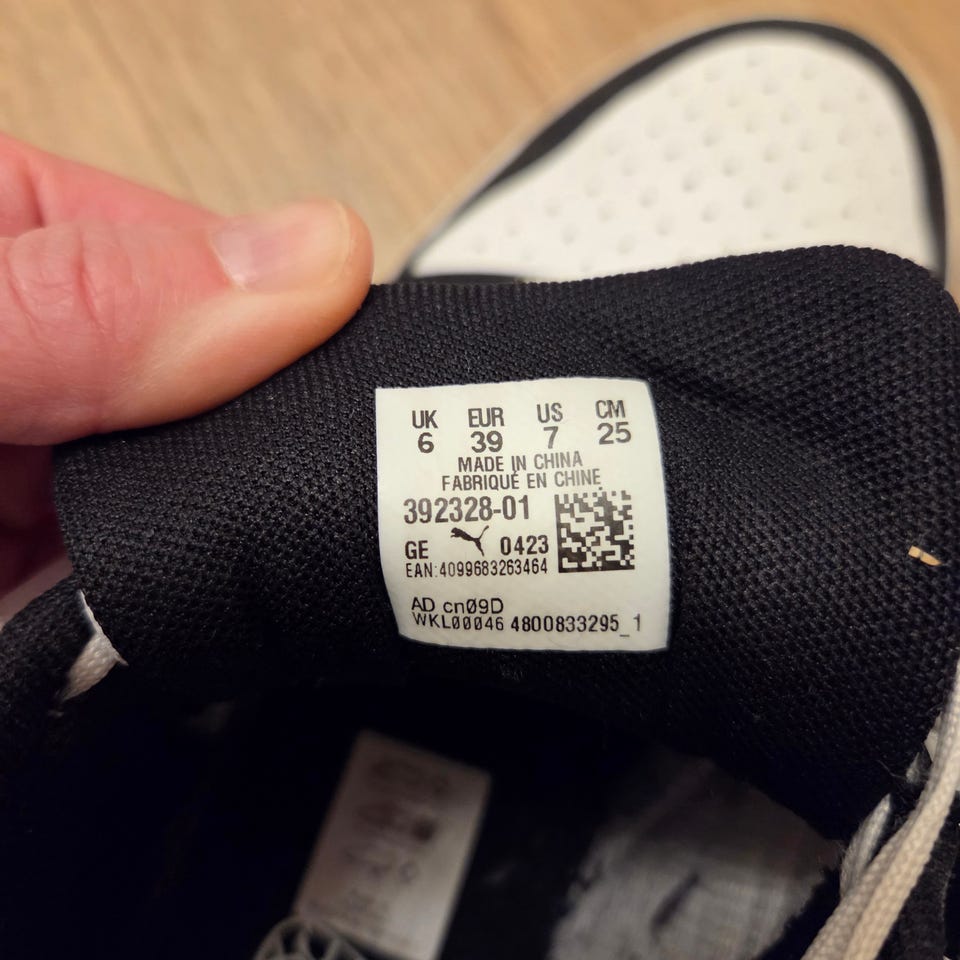 UK EUR US CM
6 39 7 25
MADE IN CHINA
FABRIQUÉ EN CHINE
392328-01
GE 0423
EAN:4099683263464
AD cn09D
WKL00046 4800833295_1